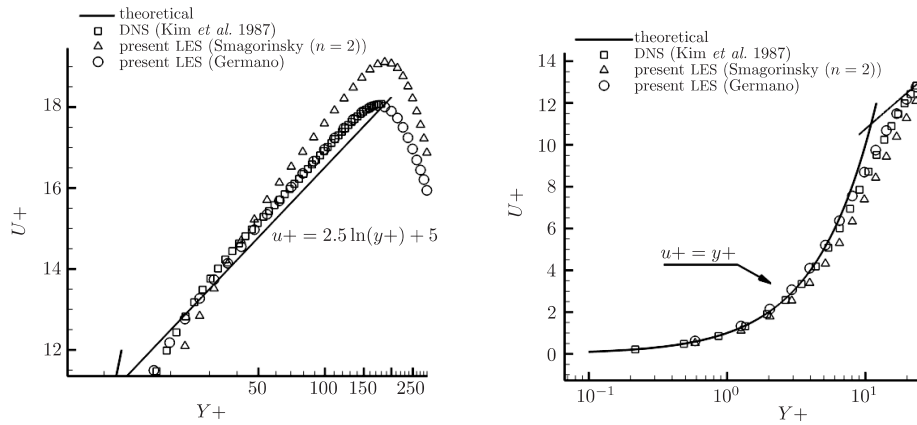 theoretical
DNS (Kim et al. 1987)
present LES (Smagorinsky (n = 2))
present LES (Germano)
18
16
14
12
U+
u+ = 2.5 ln(y+) + 5
50
100
150
250
Y+
theoretical
DNS (Kim et al. 1987)
present LES (Smagorinsky (n = 2))
present LES (Germano)
14
12
10
8
6
4
2
0
U+
u+ = y+
10⁻¹
10⁰
10¹
Y+